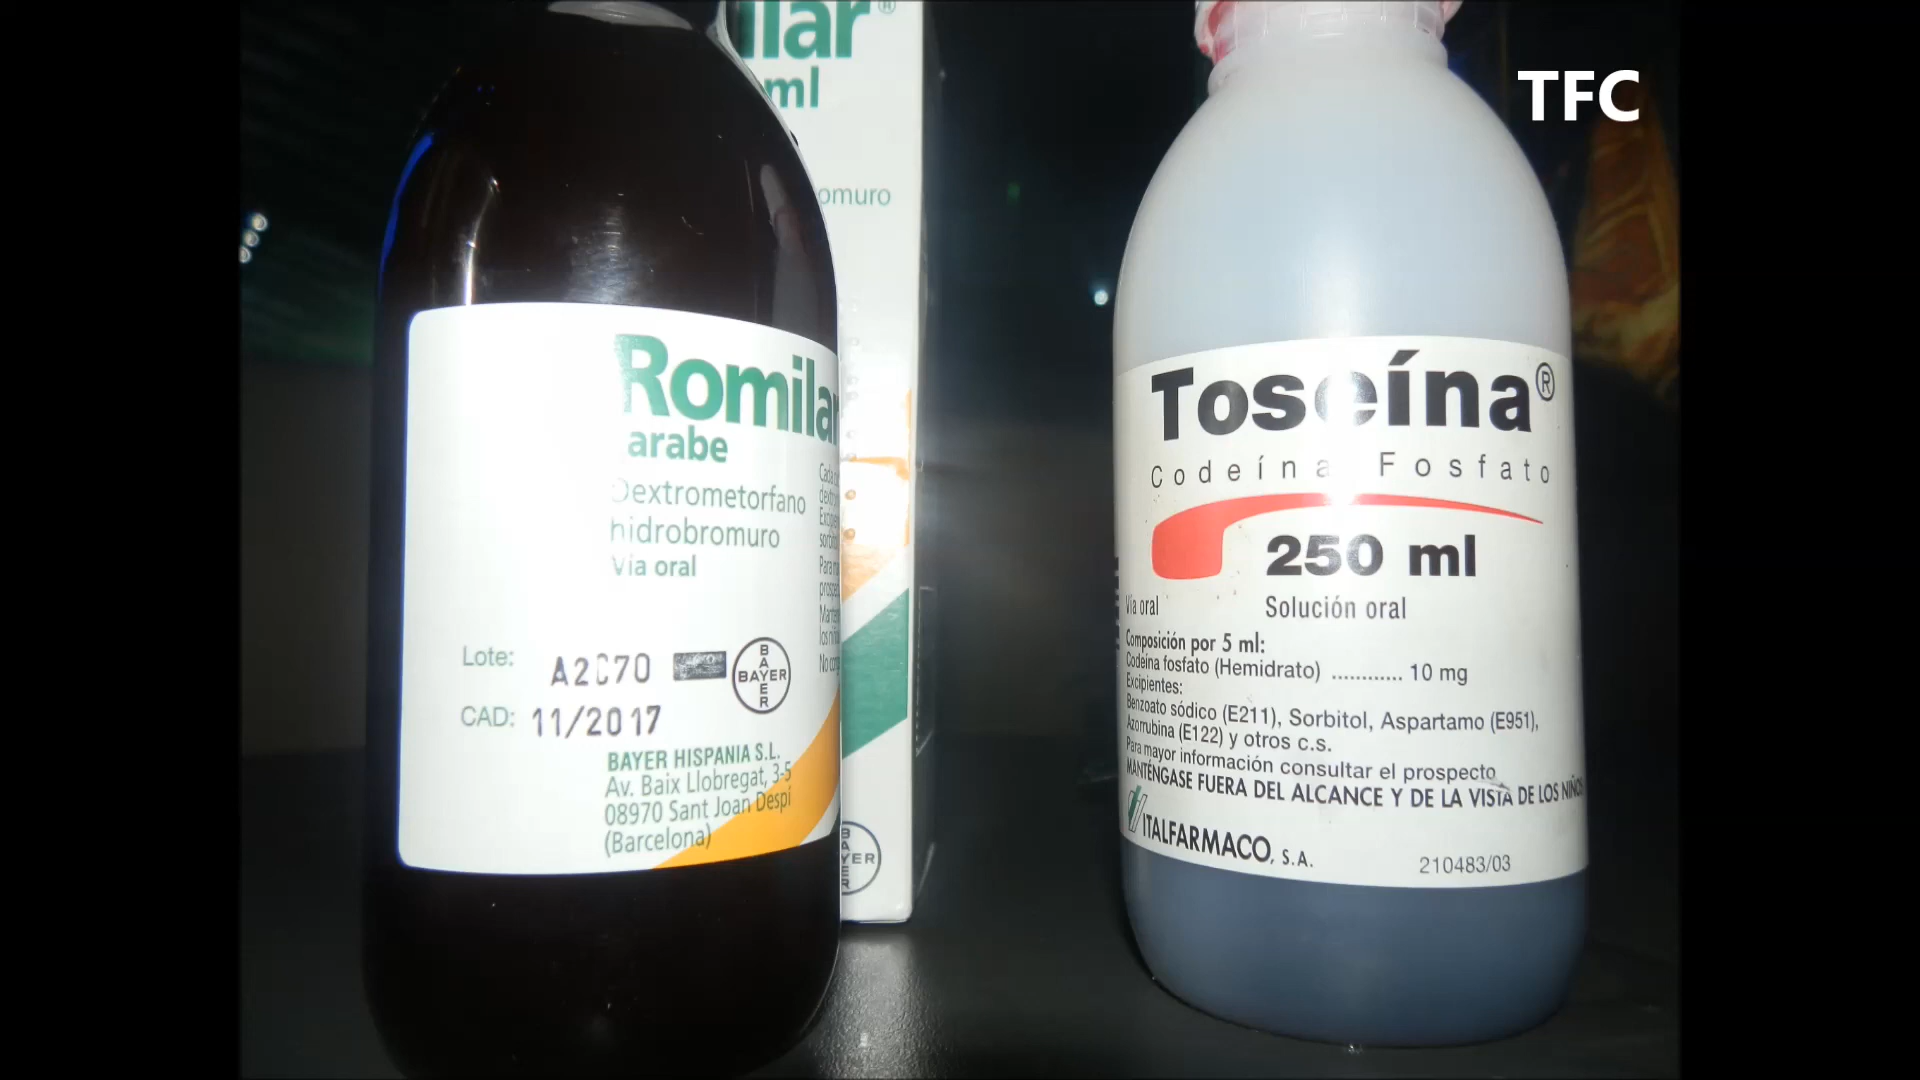 TFC
ilar®
ml
omuro
Romilar
arabe
Dextrometorfano
hidrobromuro
Vía oral
Lote: A2C70
CAD: 11/2017
BAYER
BAYER
BAYER HISPANIA S.L.
Av. Baix Llobregat, 3-5
08970 Sant Joan Despí
(Barcelona)
BAYER
Toseína®
Codeína Fosfato
250 ml
Vía oral
Solución oral
Composición por 5 ml:
Codeína fosfato (Hemidrato) ............ 10 mg
Excipientes:
Benzoato sódico (E211), Sorbitol, Aspartamo (E951),
Azorrubina (E122) y otros c.s.
Para mayor información consultar el prospecto
MANTÉNGASE FUERA DEL ALCANCE Y DE LA VISTA DE LOS NIÑOS
ITALFARMACO, S.A.
210483/03